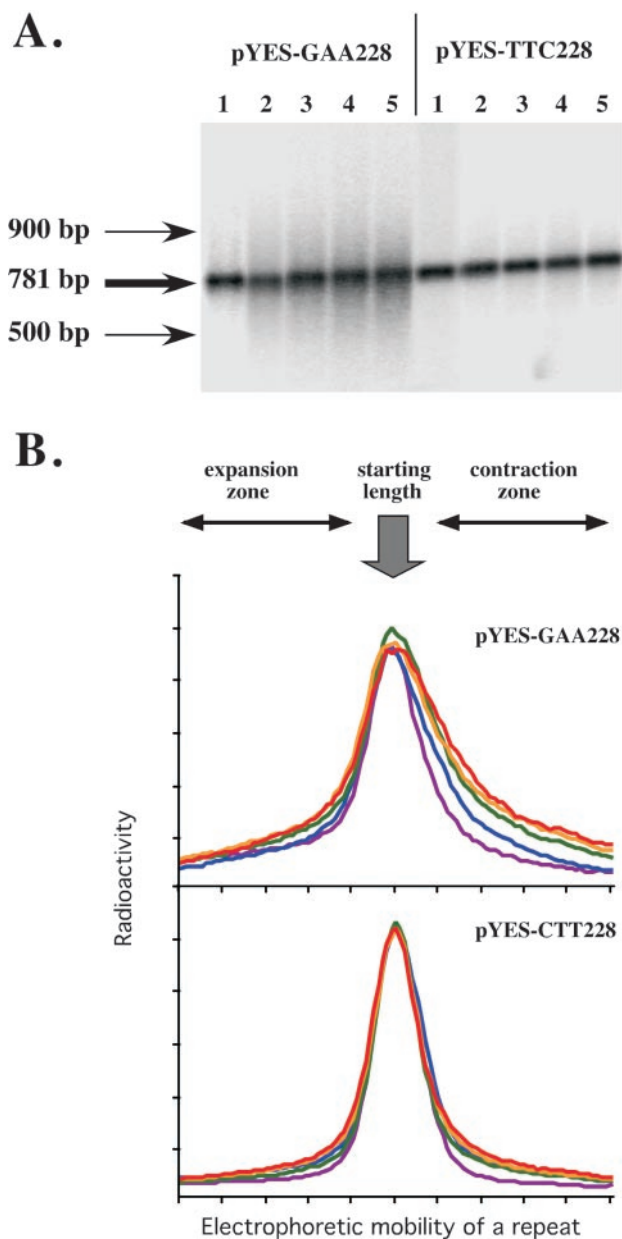 A.
pYES-GAA228 pYES-TTC228
1 2 3 4 5 1 2 3 4 5
900 bp
781 bp
500 bp
B.
expansion zone
starting length
contraction zone
pYES-GAA228
Radioactivity
pYES-CTT228
Electrophoretic mobility of a repeat